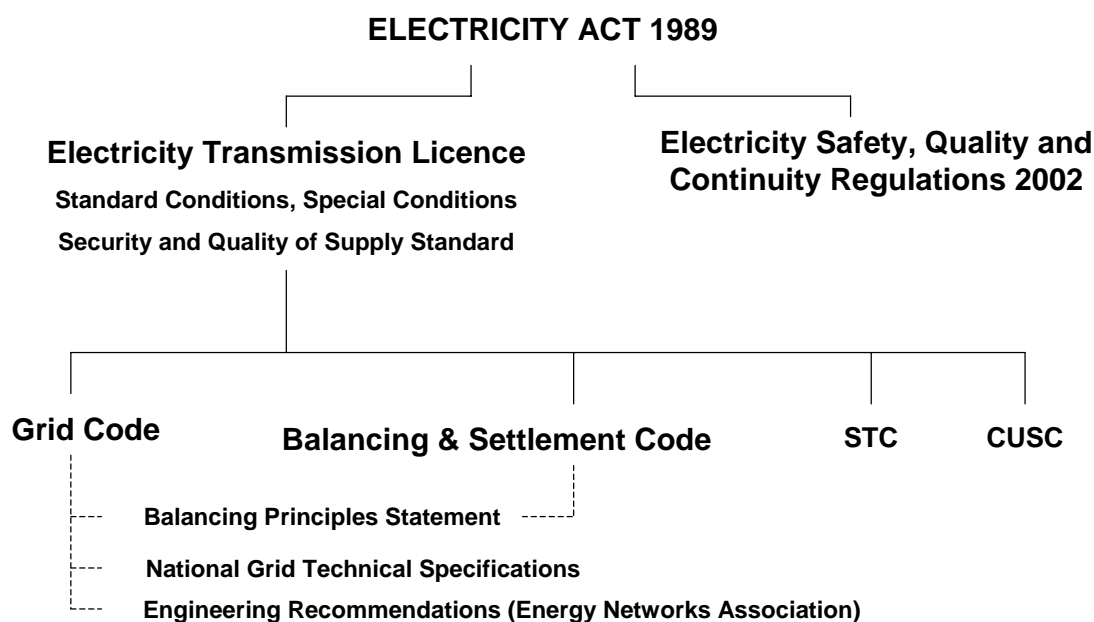 ELECTRICITY ACT 1989
Electricity Transmission Licence
Standard Conditions, Special Conditions
Security and Quality of Supply Standard
Electricity Safety, Quality and
Continuity Regulations 2002
Grid Code
Balancing & Settlement Code
STC
CUSC
Balancing Principles Statement
National Grid Technical Specifications
Engineering Recommendations (Energy Networks Association)